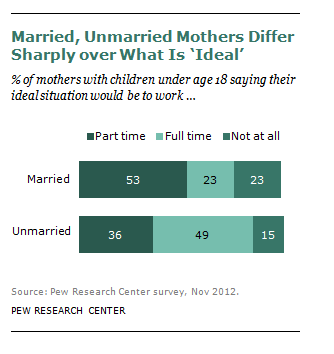 Married, Unmarried Mothers Differ
Sharply over What Is ‘Ideal’
% of mothers with children under age 18 saying their
ideal situation would be to work ...
Part time Full time Not at all
Married 53 23 23
Unmarried 36 49 15
Source: Pew Research Center survey, Nov 2012.
PEW RESEARCH CENTER